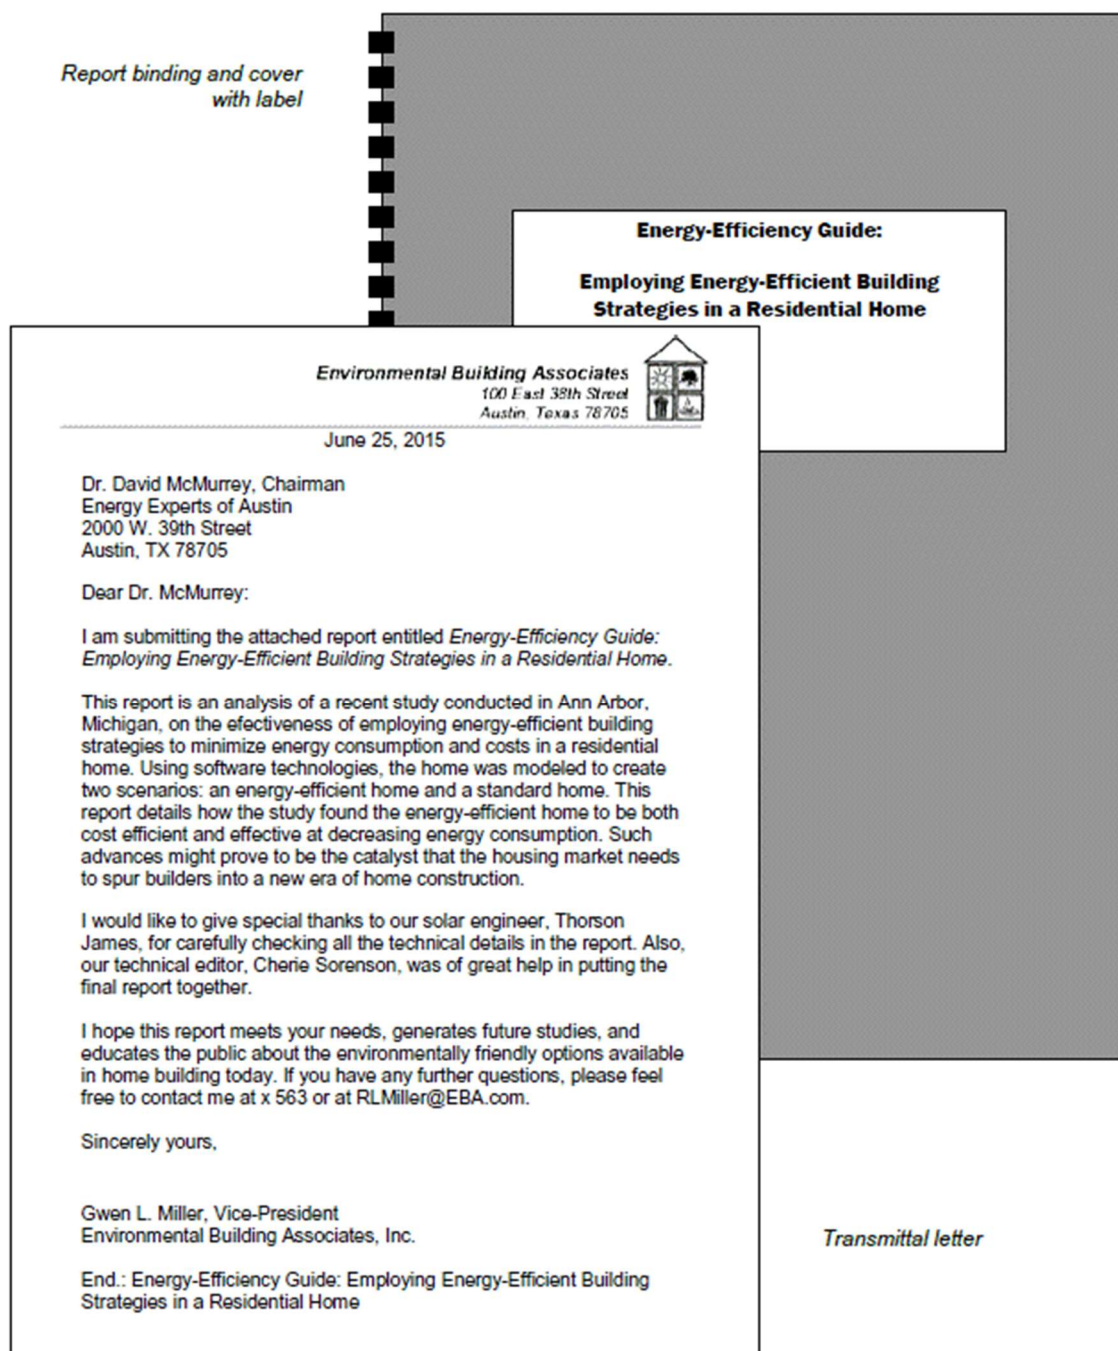 Report binding and cover
with label
Energy-Efficiency Guide:
Employing Energy-Efficient Building
Strategies in a Residential Home
Environmental Building Associates
100 East 38th Street
Austin, Texas 78705
June 25, 2015
Dr. David McMurrey, Chairman
Energy Experts of Austin
2000 W. 39th Street
Austin, TX 78705
Dear Dr. McMurrey:
I am submitting the attached report entitled Energy-Efficiency Guide:
Employing Energy-Efficient Building Strategies in a Residential Home.
This report is an analysis of a recent study conducted in Ann Arbor,
Michigan, on the efectiveness of employing energy-efficient building
strategies to minimize energy consumption and costs in a residential
home. Using software technologies, the home was modeled to create
two scenarios: an energy-efficient home and a standard home. This
report details how the study found the energy-efficient home to be both
cost efficient and effective at decreasing energy consumption. Such
advances might prove to be the catalyst that the housing market needs
to spur builders into a new era of home construction.
I would like to give special thanks to our solar engineer, Thorson
James, for carefully checking all the technical details in the report. Also,
our technical editor, Cherie Sorenson, was of great help in putting the
final report together.
I hope this report meets your needs, generates future studies, and
educates the public about the environmentally friendly options available
in home building today. If you have any further questions, please feel
free to contact me at x 563 or at RLMiller@EBA.com.
Sincerely yours,
Gwen L. Miller, Vice-President
Environmental Building Associates, Inc.
End.: Energy-Efficiency Guide: Employing Energy-Efficient Building
Strategies in a Residential Home
Transmittal letter